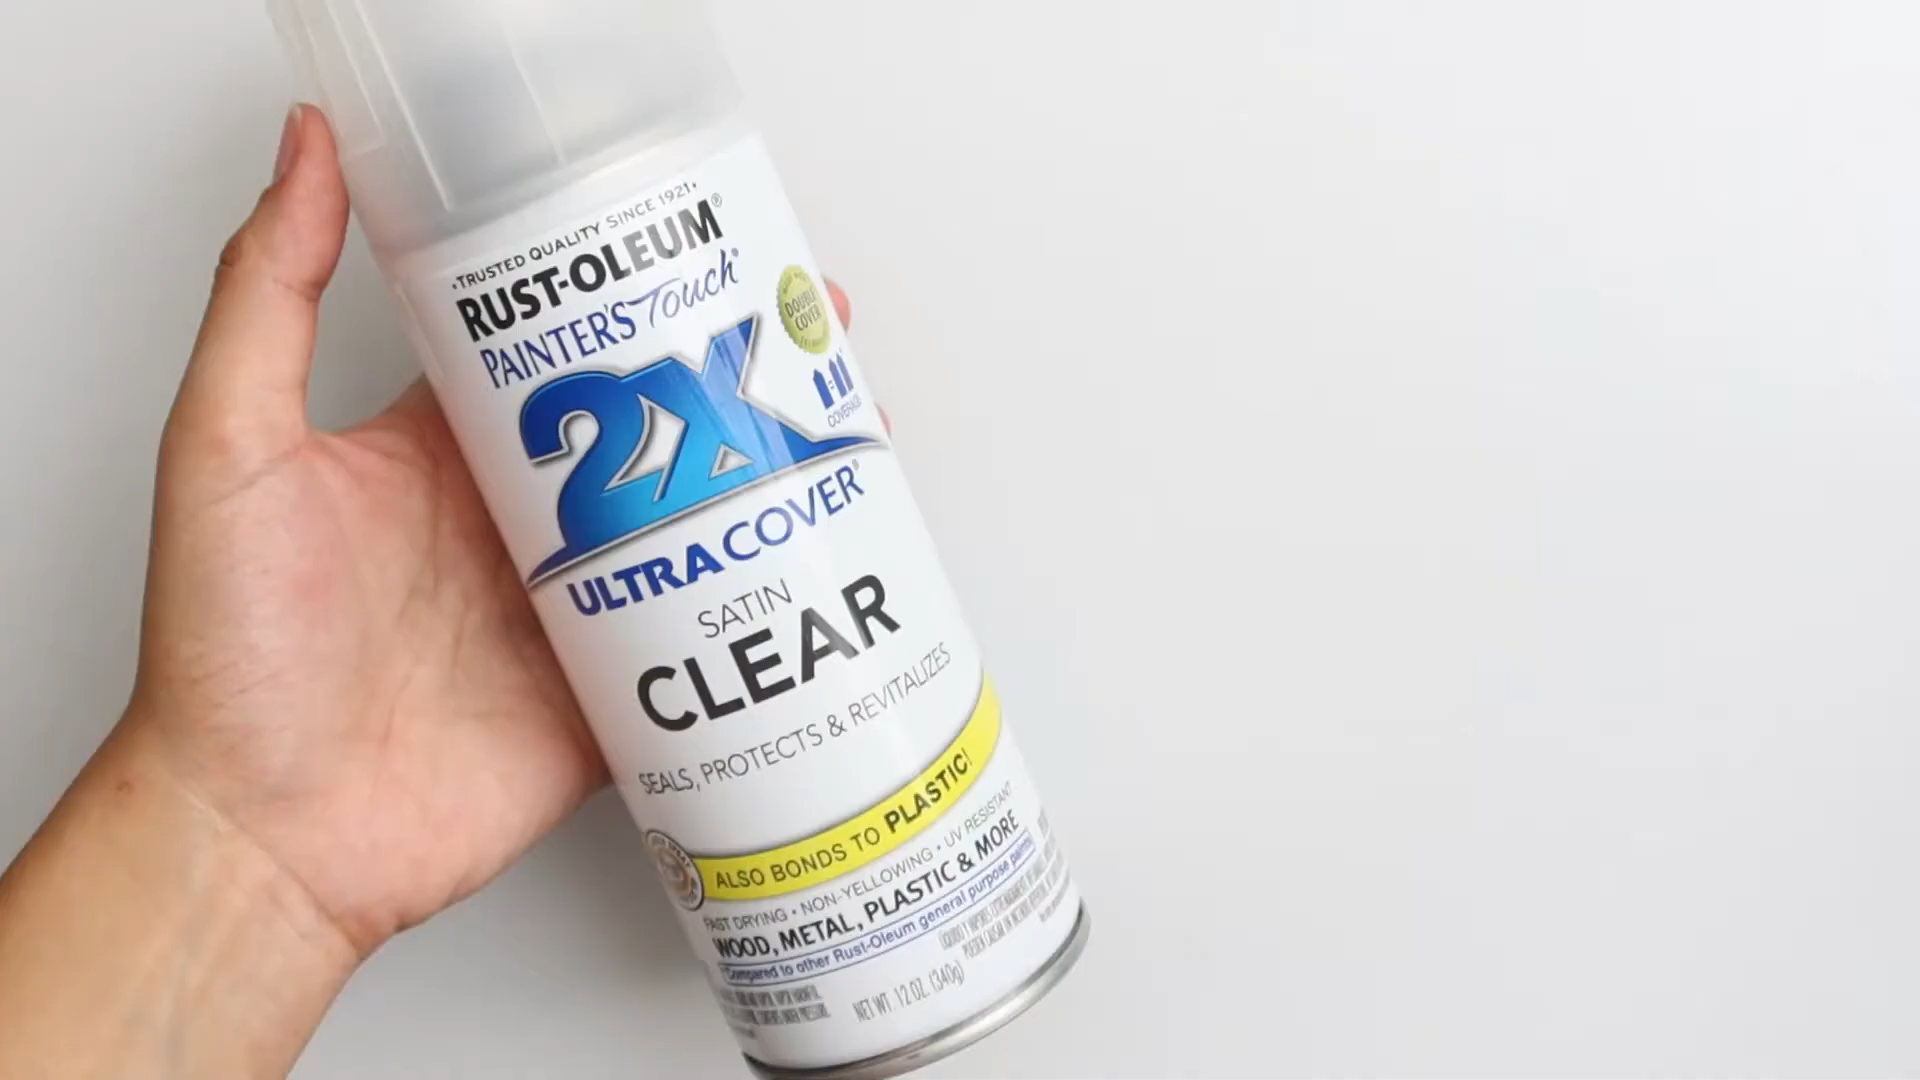 •TRUSTED QUALITY SINCE 1921•
RUST-OLEUM®
PAINTER'S Touch®
2X
DOUBLE
COVER
COVERAGE
ULTRA COVER®
SATIN
CLEAR
SEALS, PROTECTS & REVITALIZES
ALSO BONDS TO PLASTIC!
FAST DRYING • NON-YELLOWING • UV RESISTANT
WOOD, METAL, PLASTIC & MORE
Compared to other Rust-Oleum general purpose paints
NET WT. 12 OZ. (340g)